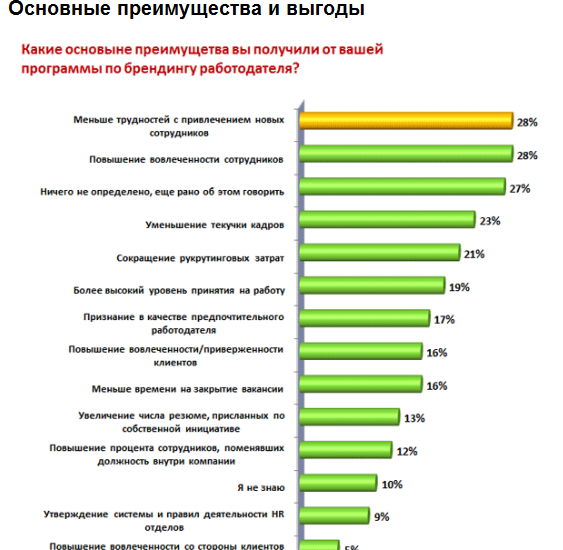 Основные преимущества и выгоды
Какие основыне преимущетва вы получили от вашей
программы по брендингу работодателя?
Меньше трудностей с привлечением новых
сотрудников
28%
Повышение вовлеченности сотрудников
28%
Ничего не определено, еще рано об этом говорить
27%
Уменьшение текучки кадров
23%
Сокращение рукрутинговых затрат
21%
Более высокий уровень принятия на работу
19%
Признание в качестве предпочтительного
работодателя
17%
Повышение вовлеченности/приверженности
клиентов
16%
Меньше времени на закрытие вакансии
16%
Увеличение числа резюме, присланных по
собственной инициативе
13%
Повышение процента сотрудников, поменявших
должность внутри компании
12%
Я не знаю
10%
Утверждение системы и правил деятельности HR
отделов
9%
Повышение вовлеченности со стороны клиентов
5%